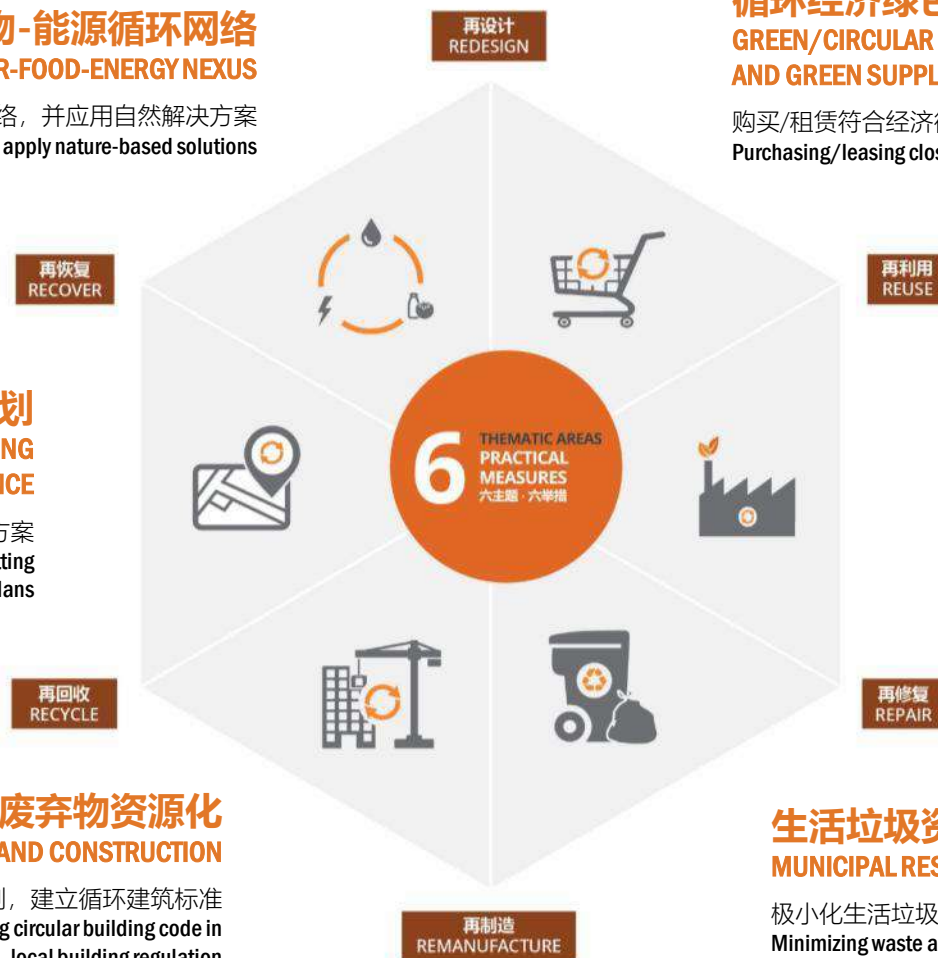 物-能源循环网络
R-FOOD-ENERGY NEXUS
络，并应用自然解决方案
apply nature-based solutions
再设计
REDESIGN
循环经济绿色
GREEN/CIRCULAR
AND GREEN SUPPL
购买/租赁符合经济
Purchasing/leasing clos
再恢复
RECOVER
再利用
REUSE
划
NG
ICE
方案
tting
lans
6
THEMATIC AREAS
PRACTICAL
MEASURES
六主题·六举措
再回收
RECYCLE
再修复
REPAIR
废弃物资源化
AND CONSTRUCTION
，建立循环建筑标准
g circular building code in
local building regulation
再制造
REMANUFACTURE
生活垃圾资
MUNICIPAL RES
极小化生活垃圾
Minimizing waste a